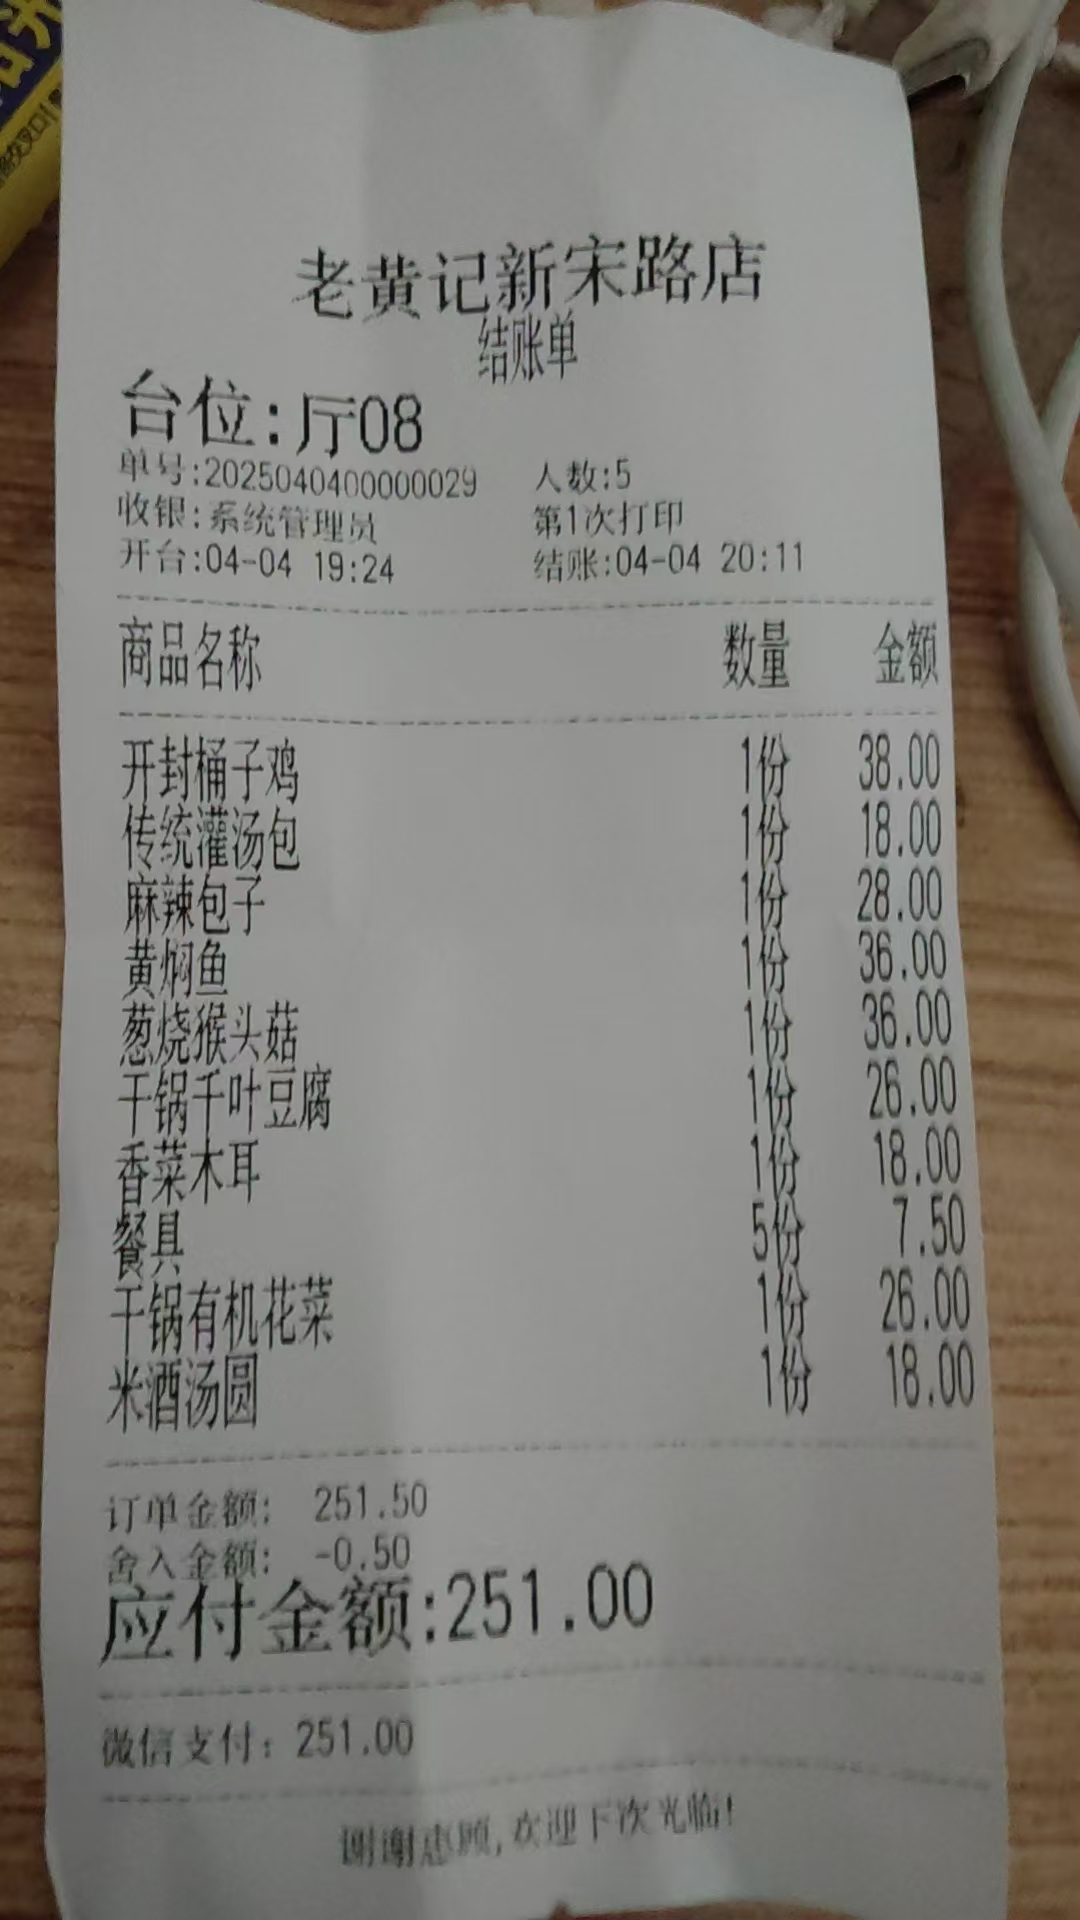 老黄记新宋路店
结账单
台位:厅08
单号:2025040400000029 人数:5
收银:系统管理员 第1次打印
开台:04-04 19:24 结账:04-04 20:11
商品名称 数量 金额
开封桶子鸡 1份 38.00
传统灌汤包 1份 18.00
麻辣包子 1份 28.00
黄焖鱼 1份 36.00
葱烧猴头菇 1份 36.00
干锅千叶豆腐 1份 26.00
香菜木耳 1份 18.00
餐具 5份 7.50
干锅有机花菜 1份 26.00
米酒汤圆 1份 18.00
订单金额: 251.50
舍入金额: -0.50
应付金额:251.00
微信支付: 251.00
谢谢惠顾,欢迎下次光临!